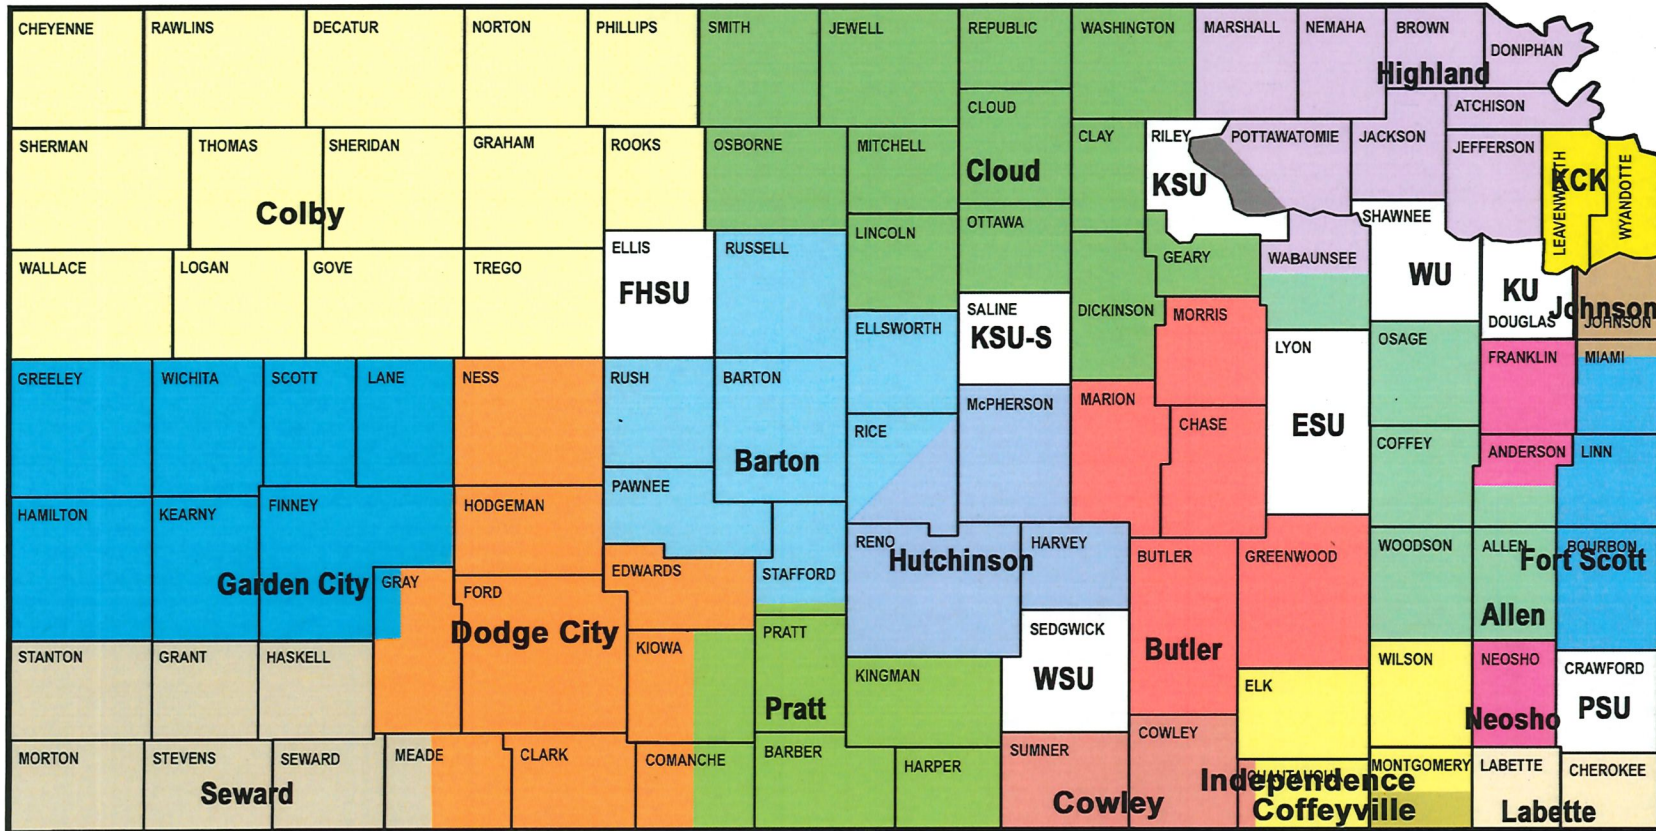 CHEYENNE
RAWLINS
DECATUR
NORTON
PHILLIPS
SMITH
JEWELL
REPUBLIC
WASHINGTON
MARSHALL
NEMAHA
BROWN
DONIPHAN
Highland
ATCHISON
CLOUD
Cloud
SHERMAN
THOMAS
SHERIDAN
GRAHAM
ROOKS
OSBORNE
MITCHELL
CLAY
RILEY
KSU
POTTAWATOMIE
JACKSON
JEFFERSON
LEAVENWORTH
KCK
WYANDOTTE
Colby
LINCOLN
OTTAWA
SHAWNEE
WU
WALLACE
LOGAN
GOVE
TREGO
ELLIS
FHSU
RUSSELL
GEARY
WABAUNSEE
KU
DOUGLAS
Johnson
JOHNSON
ELLSWORTH
SALINE
KSU-S
DICKINSON
MORRIS
LYON
ESU
OSAGE
FRANKLIN
MIAMI
GREELEY
WICHITA
SCOTT
LANE
NESS
RUSH
BARTON
Barton
RICE
McPHERSON
MARION
CHASE
COFFEY
ANDERSON
LINN
HAMILTON
KEARNY
FINNEY
HODGEMAN
PAWNEE
RENO
Hutchinson
HARVEY
BUTLER
GREENWOOD
WOODSON
ALLEN
BOURBON
Fort Scott
Allen
Garden City
GRAY
FORD
EDWARDS
STAFFORD
Dodge City
KIOWA
PRATT
Pratt
KINGMAN
SEDGWICK
WSU
Butler
ELK
WILSON
NEOSHO
Neosho
CRAWFORD
PSU
STANTON
GRANT
HASKELL
MORTON
STEVENS
SEWARD
Seward
MEADE
CLARK
COMANCHE
BARBER
HARPER
SUMNER
COWLEY
Cowley
CHAUTAUQUA
Independence
Coffeyville
MONTGOMERY
LABETTE
Labette
CHEROKEE